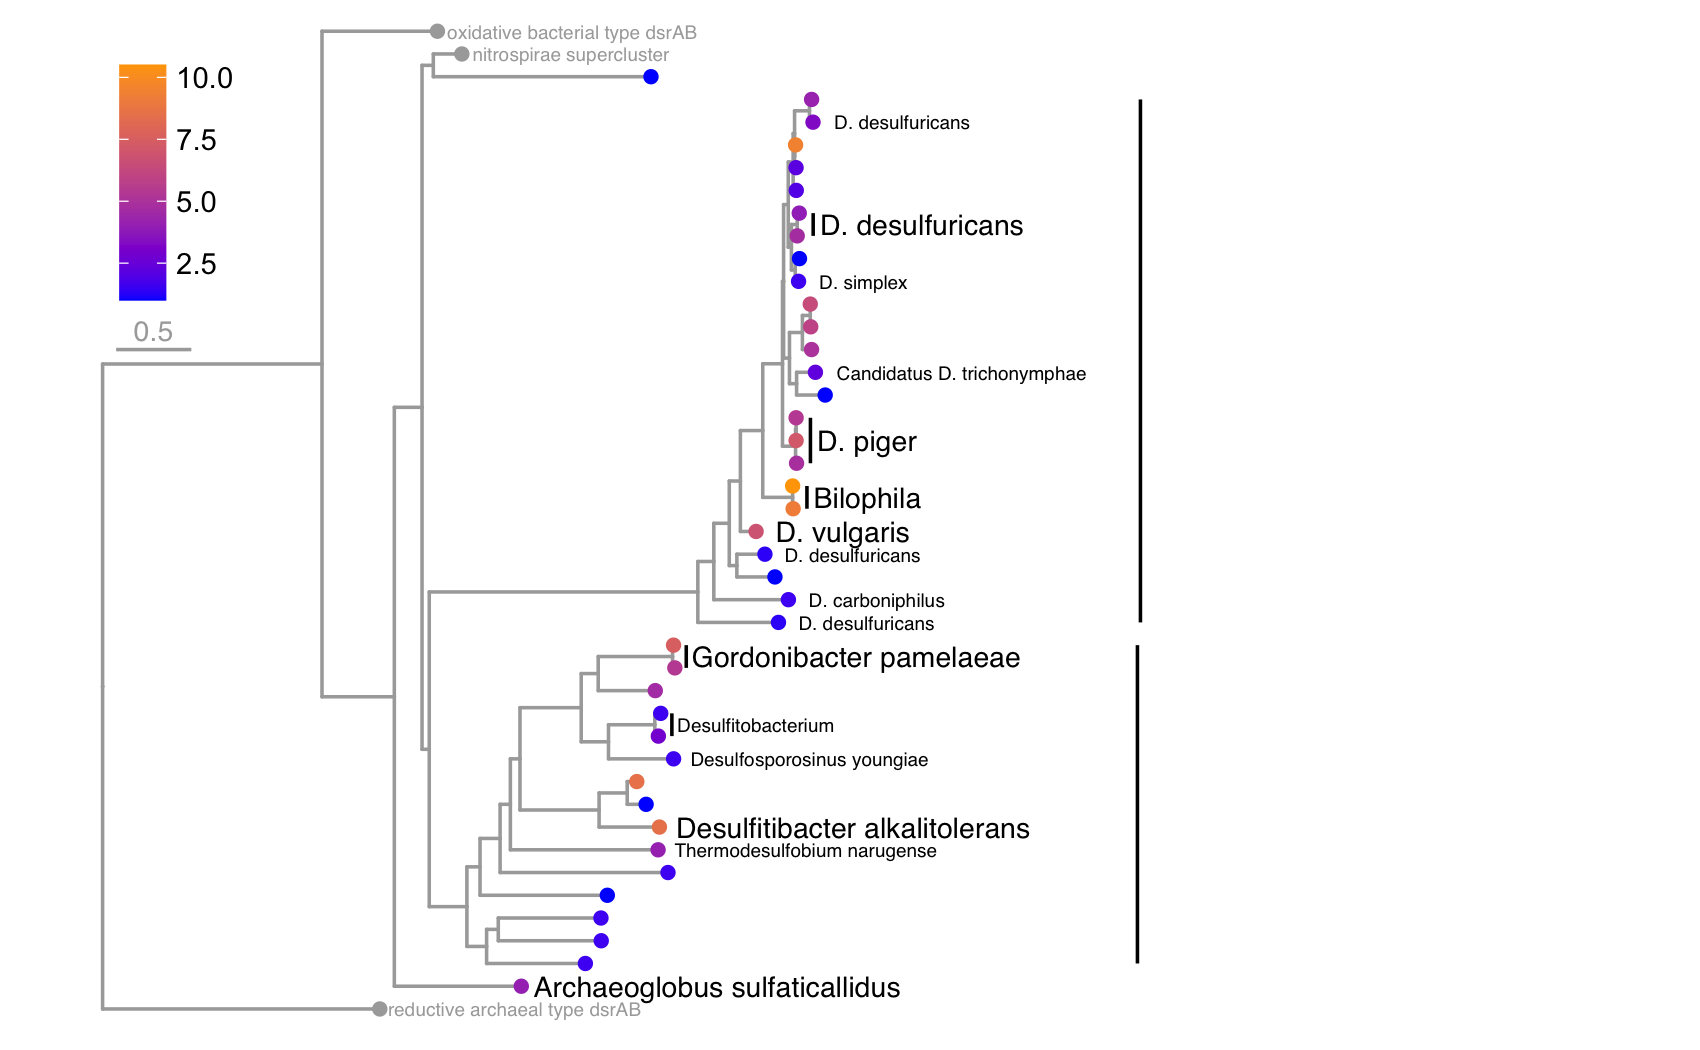 oxidative bacterial type dsrAB
nitrospirae supercluster
10.0
7.5
5.0
2.5
0.5
D. desulfuricans
D. desulfuricans
D. simplex
Candidatus D. trichonymphae
D. piger
Bilophila
D. vulgaris
D. desulfuricans
D. carboniphilus
D. desulfuricans
Gordonibacter pamelaeae
Desulfitobacterium
Desulfosporosinus youngiae
Desulfitibacter alkalitolerans
Thermodesulfobium narugense
Archaeoglobus sulfaticallidus
reductive archaeal type dsrAB